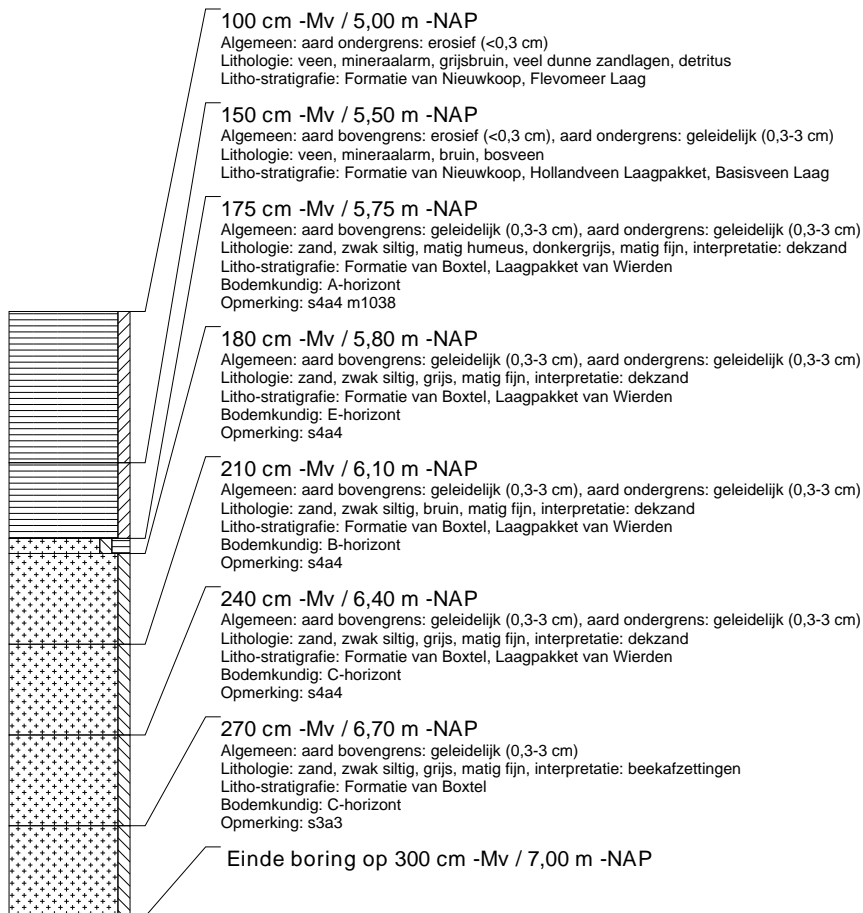 100 cm -Mv / 5,00 m -NAP
Algemeen: aard ondergrens: erosief (<0,3 cm)
Lithologie: veen, mineraalarm, grijsbruin, veel dunne zandlagen, detritus
Litho-stratigrafie: Formatie van Nieuwkoop, Flevomeer Laag
150 cm -Mv / 5,50 m -NAP
Algemeen: aard bovengrens: erosief (<0,3 cm), aard ondergrens: geleidelijk (0,3-3 cm)
Lithologie: veen, mineraalarm, bruin, bosveen
Litho-stratigrafie: Formatie van Nieuwkoop, Hollandveen Laagpakket, Basisveen Laag
175 cm -Mv / 5,75 m -NAP
Algemeen: aard bovengrens: geleidelijk (0,3-3 cm), aard ondergrens: geleidelijk (0,3-3 cm)
Lithologie: zand, zwak siltig, matig humeus, donkergrijs, matig fijn, interpretatie: dekzand
Litho-stratigrafie: Formatie van Boxtel, Laagpakket van Wierden
Bodemkundig: A-horizont
Opmerking: s4a4 m1038
180 cm -Mv / 5,80 m -NAP
Algemeen: aard bovengrens: geleidelijk (0,3-3 cm), aard ondergrens: geleidelijk (0,3-3 cm)
Lithologie: zand, zwak siltig, grijs, matig fijn, interpretatie: dekzand
Litho-stratigrafie: Formatie van Boxtel, Laagpakket van Wierden
Bodemkundig: E-horizont
Opmerking: s4a4
210 cm -Mv / 6,10 m -NAP
Algemeen: aard bovengrens: geleidelijk (0,3-3 cm), aard ondergrens: geleidelijk (0,3-3 cm)
Lithologie: zand, zwak siltig, bruin, matig fijn, interpretatie: dekzand
Litho-stratigrafie: Formatie van Boxtel, Laagpakket van Wierden
Bodemkundig: B-horizont
Opmerking: s4a4
240 cm -Mv / 6,40 m -NAP
Algemeen: aard bovengrens: geleidelijk (0,3-3 cm), aard ondergrens: geleidelijk (0,3-3 cm)
Lithologie: zand, zwak siltig, grijs, matig fijn, interpretatie: dekzand
Litho-stratigrafie: Formatie van Boxtel, Laagpakket van Wierden
Bodemkundig: C-horizont
Opmerking: s4a4
270 cm -Mv / 6,70 m -NAP
Algemeen: aard bovengrens: geleidelijk (0,3-3 cm)
Lithologie: zand, zwak siltig, grijs, matig fijn, interpretatie: beekafzettingen
Litho-stratigrafie: Formatie van Boxtel
Bodemkundig: C-horizont
Opmerking: s3a3
Einde boring op 300 cm -Mv / 7,00 m -NAP